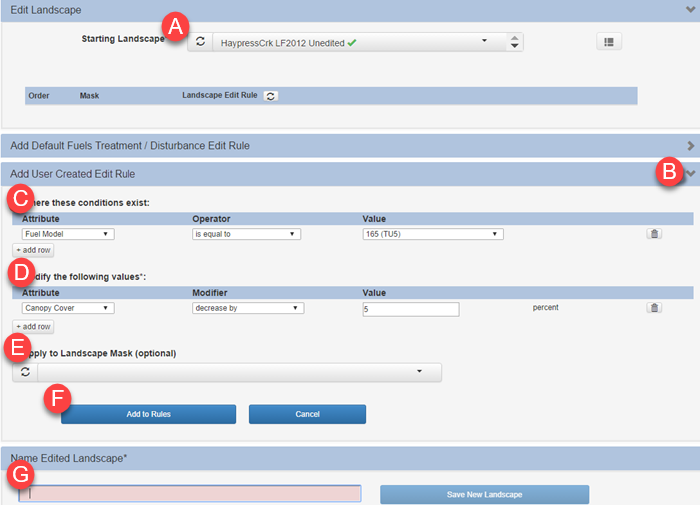 Edit Landscape
A
Starting Landscape
HaypressCrk LF2012 Unedited
Order Mask Landscape Edit Rule
Add Default Fuels Treatment / Disturbance Edit Rule
Add User Created Edit Rule
B
C
here these conditions exist:
Attribute Operator Value
Fuel Model is equal to 165 (TU5)
+ add row
D
dify the following values*:
Attribute Modifier Value
Canopy Cover decrease by 5 percent
+ add row
E
pply to Landscape Mask (optional)
F
Add to Rules Cancel
Name Edited Landscape*
G
Save New Landscape